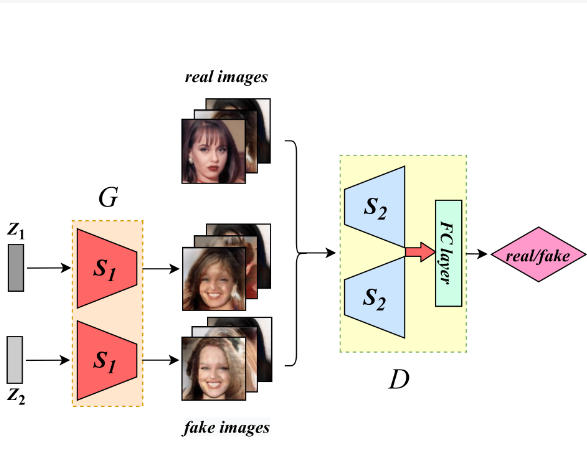 real images
G
Z1
S1
S2
FC layer
real/fake
S1
S2
Z2
D
fake images